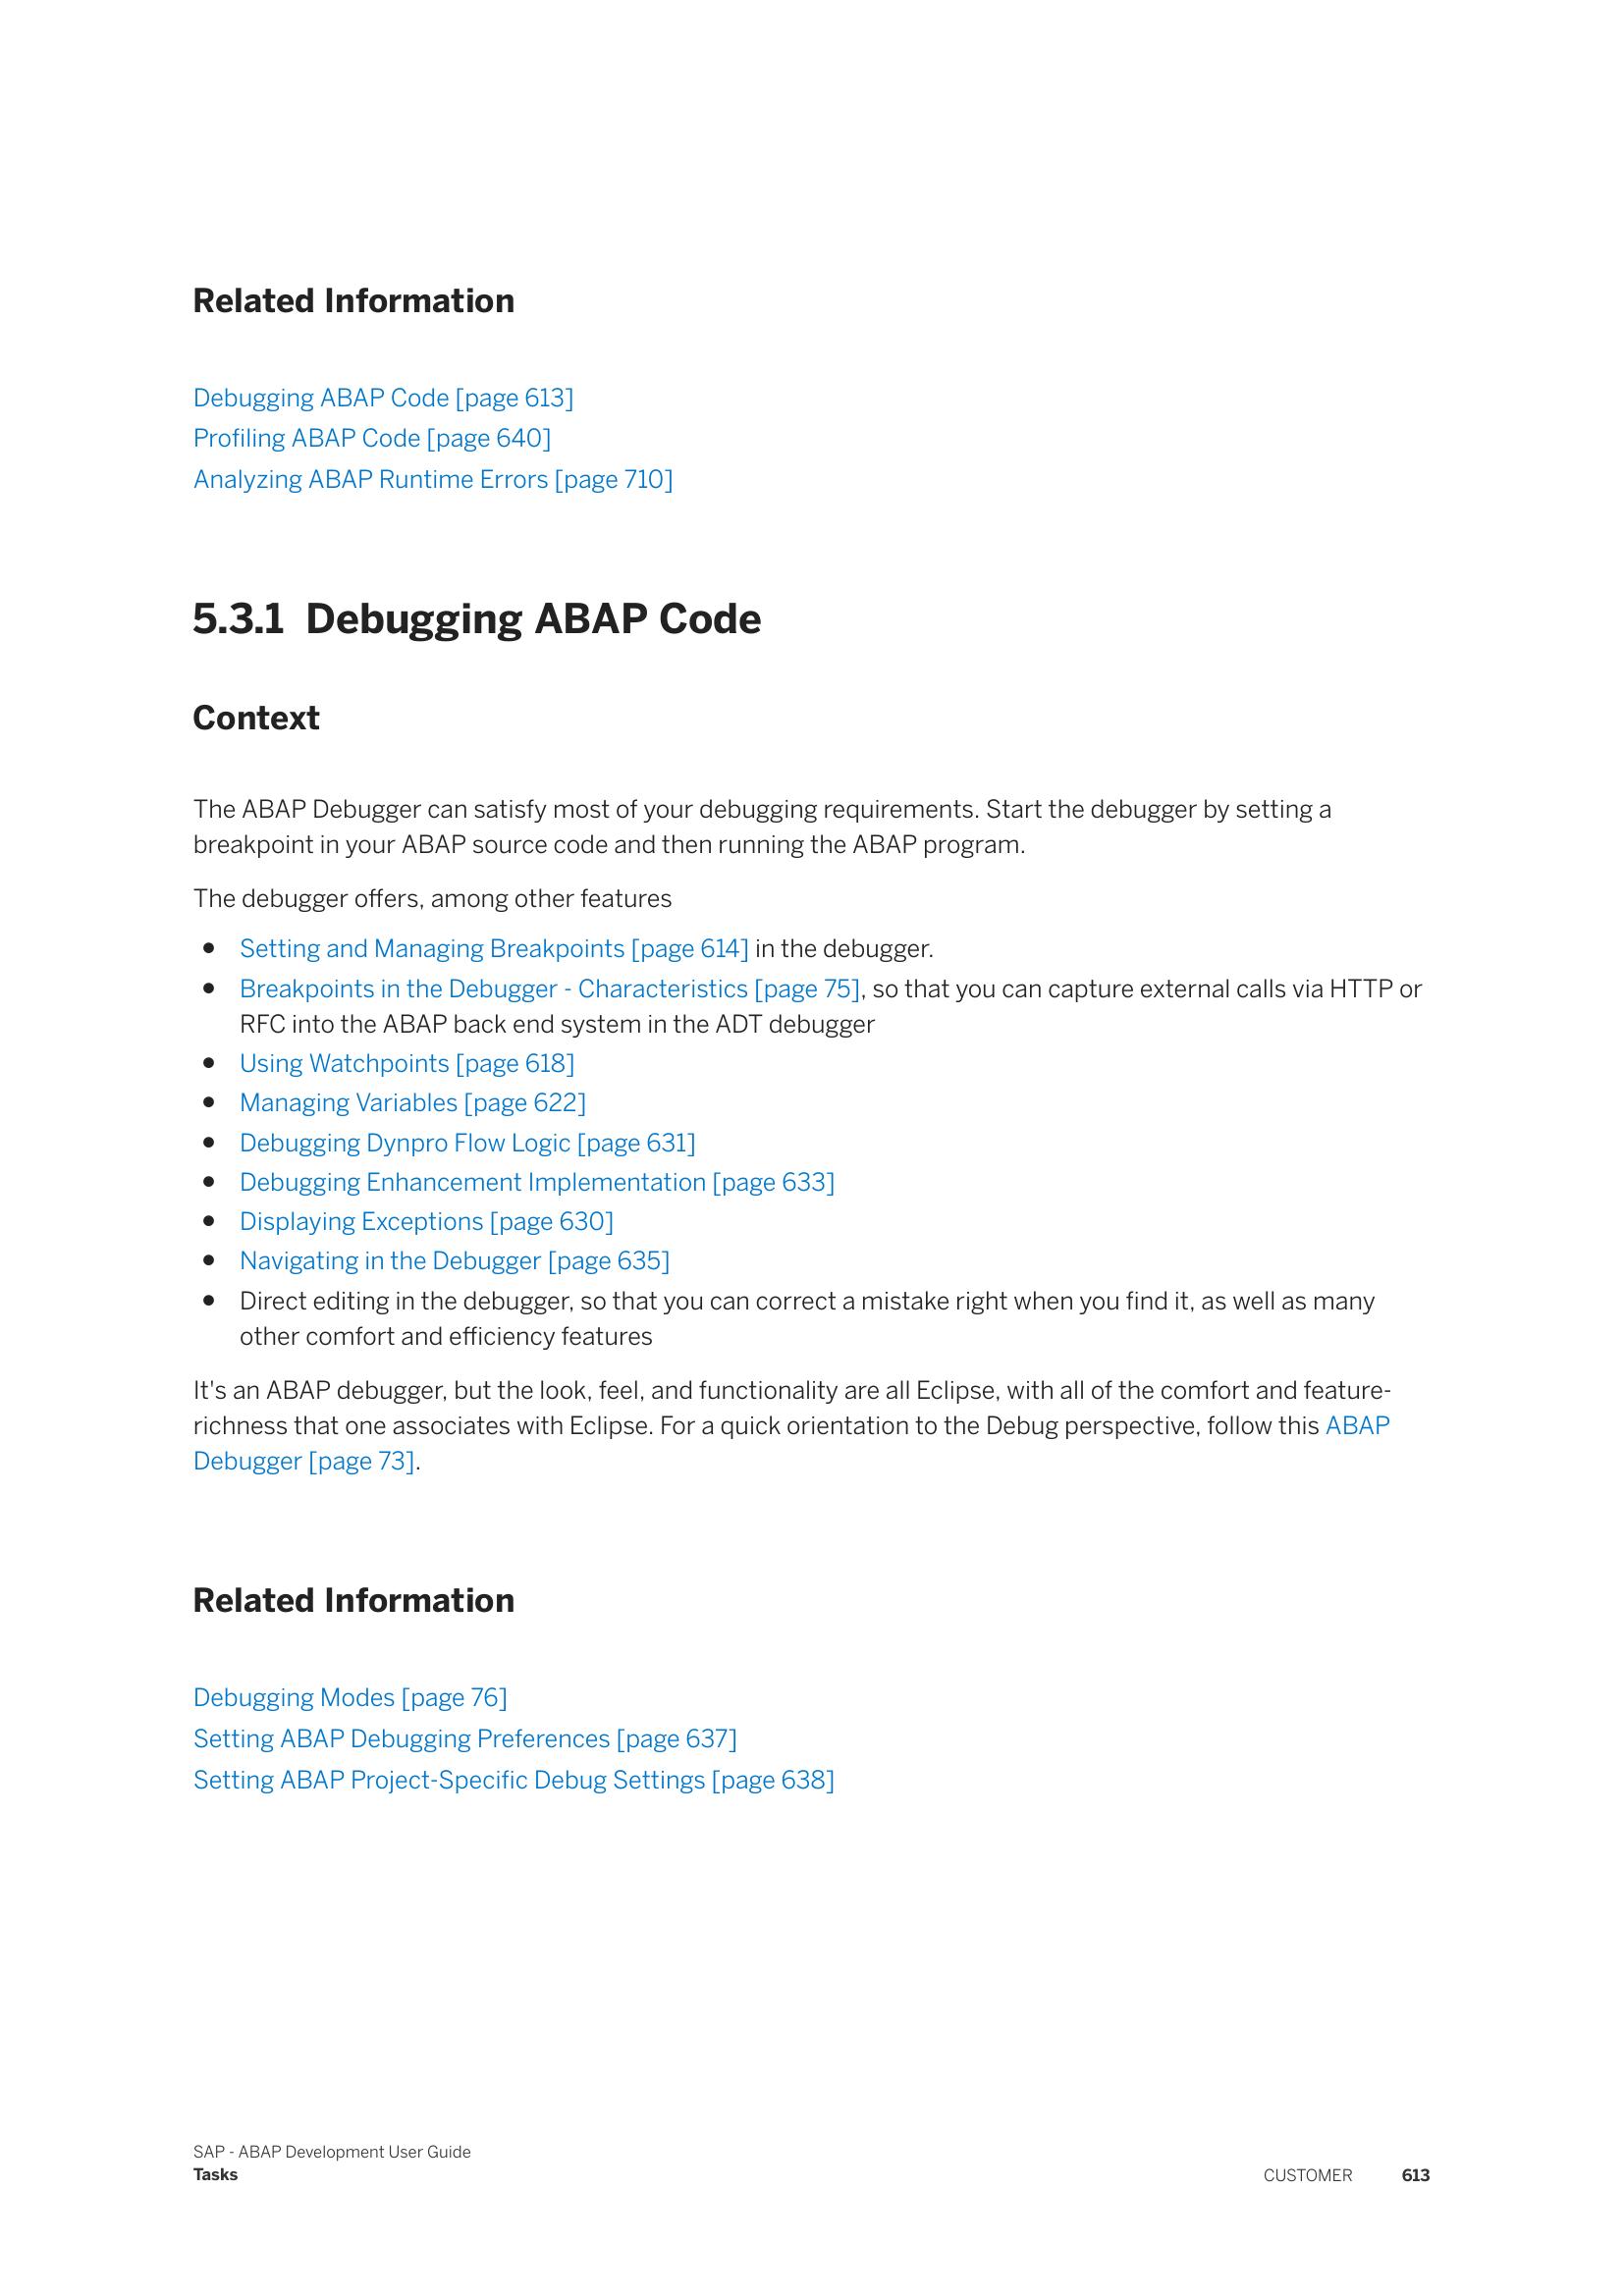 Related Information
Debugging ABAP Code [page 613]
Profiling ABAP Code [page 640]
Analyzing ABAP Runtime Errors [page 710]
5.3.1 Debugging ABAP Code
Context
The ABAP Debugger can satisfy most of your debugging requirements. Start the debugger by setting a
breakpoint in your ABAP source code and then running the ABAP program.
The debugger offers, among other features
● Setting and Managing Breakpoints [page 614] in the debugger.
● Breakpoints in the Debugger - Characteristics [page 75], so that you can capture external calls via HTTP or
RFC into the ABAP back end system in the ADT debugger
● Using Watchpoints [page 618]
● Managing Variables [page 622]
● Debugging Dynpro Flow Logic [page 631]
● Debugging Enhancement Implementation [page 633]
● Displaying Exceptions [page 630]
● Navigating in the Debugger [page 635]
● Direct editing in the debugger, so that you can correct a mistake right when you find it, as well as many
other comfort and efficiency features
It's an ABAP debugger, but the look, feel, and functionality are all Eclipse, with all of the comfort and feature-
richness that one associates with Eclipse. For a quick orientation to the Debug perspective, follow this ABAP
Debugger [page 73].
Related Information
Debugging Modes [page 76]
Setting ABAP Debugging Preferences [page 637]
Setting ABAP Project-Specific Debug Settings [page 638]
SAP - ABAP Development User Guide
Tasks
CUSTOMER 613